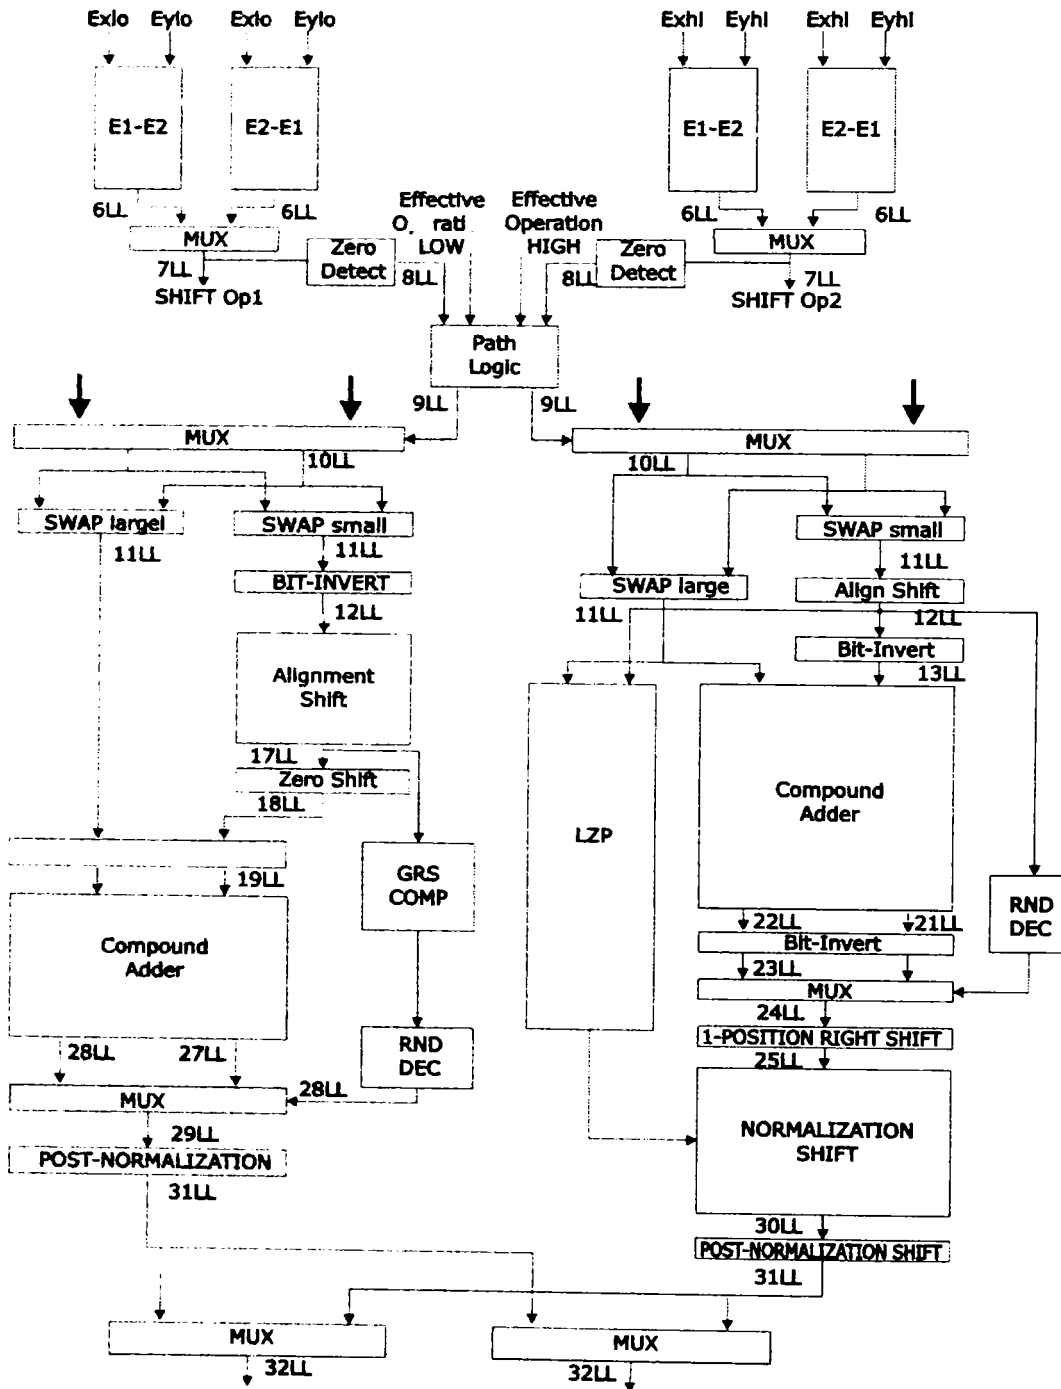 Exlo Eylo Exlo Eylo Exhi Eyhi Exhi Eyhi
E1-E2 E2-E1 E1-E2 E2-E1
6LL 6LL Effective Effective 6LL 6LL
Operation
MUX LOW HIGH MUX
Zero Zero
Detect Detect
7LL 8LL 8LL 7LL
SHIFT Op1 SHIFT Op2
Path
Logic
9LL 9LL
MUX MUX
10LL 10LL
SWAP largel SWAP small SWAP small
11LL 11LL 11LL
BIT-INVERT SWAP large Align Shift
12LL 11LL 12LL
Bit-Invert
13LL
Alignment
Shift
17LL
Zero Shift
18LL
Compound
Adder
LZP
19LL
GRS
COMP
RND
DEC
22LL 21LL
Compound
Adder
Bit-Invert
23LL
MUX
24LL
1-POSITION RIGHT SHIFT
25LL
28LL 27LL
RND
DEC
28LL
MUX
29LL
POST-NORMALIZATION
31LL
NORMALIZATION
SHIFT
30LL
POST-NORMALIZATION SHIFT
31LL
MUX MUX
32LL 32LL